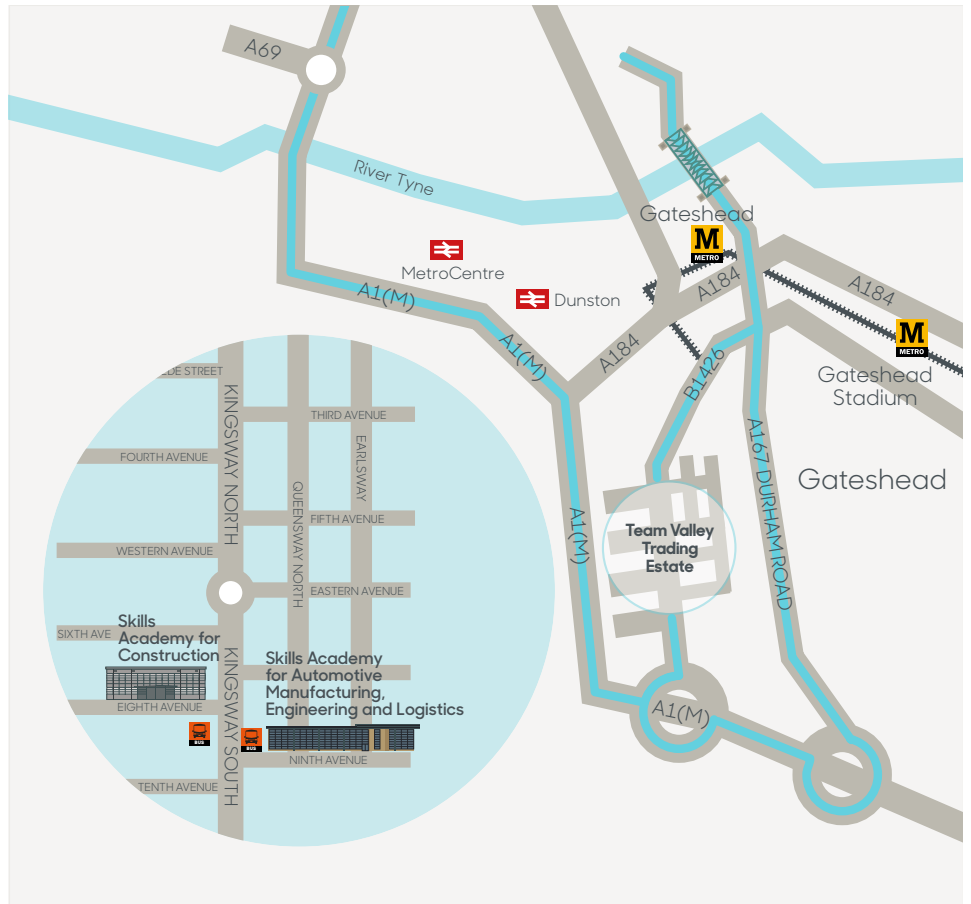 A69
River Tyne
Gateshead
M
METRO
MetroCentre
A184
A184
Dunston
A1(M)
M
METRO
A1(M)
A184
B1426
Gateshead
Stadium
EDE STREET
KINGSWAY NORTH
THIRD AVENUE
EARLSWAY
FOURTH AVENUE
A167 DURHAM ROAD
Gateshead
QUEENSWAY NORTH
FIFTH AVENUE
A1(M)
Team Valley
Trading
Estate
WESTERN AVENUE
EASTERN AVENUE
SIXTH AVE
Skills
Academy for
Construction
KINGSWAY SOUTH
Skills Academy
for Automotive
Manufacturing,
Engineering and Logistics
EIGHTH AVENUE
A1(M)
BUS
BUS
NINTH AVENUE
TENTH AVENUE